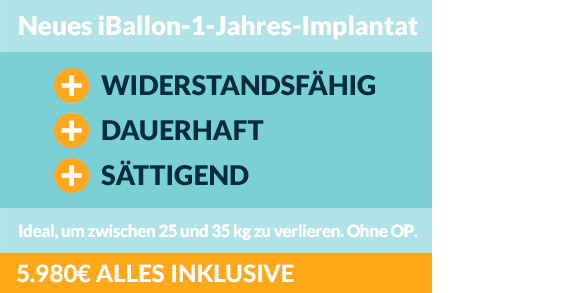 Neues iBallon-1-Jahres-Implantat
WIDERSTANDSFÄHIG
DAUERHAFT
SÄTTIGEND
Ideal, um zwischen 25 und 35 kg zu verlieren. Ohne OP.
5.980€ ALLES INKLUSIVE